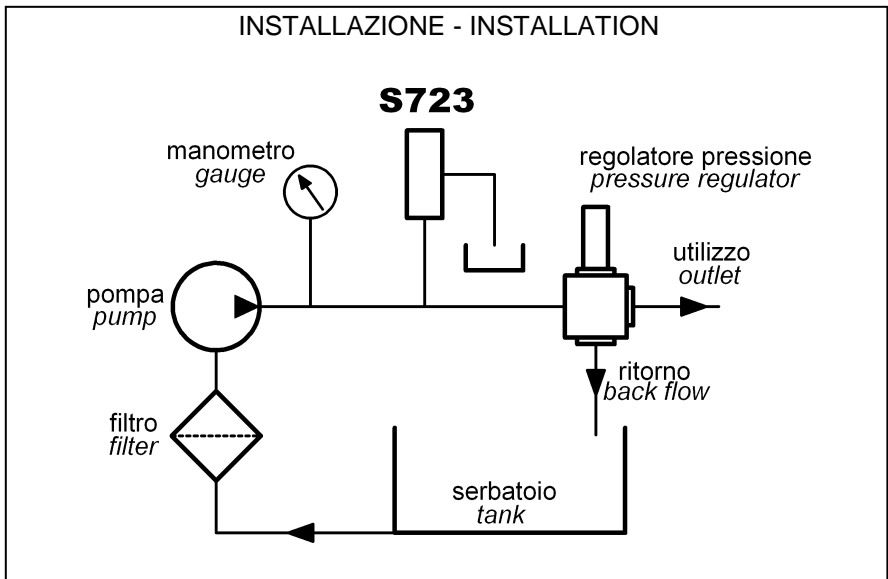 INSTALLAZIONE - INSTALLATION
S723
manometro
gauge
regolatore pressione
pressure regulator
utilizzo
outlet
pompa
pump
ritorno
back flow
filtro
filter
serbatoio
tank